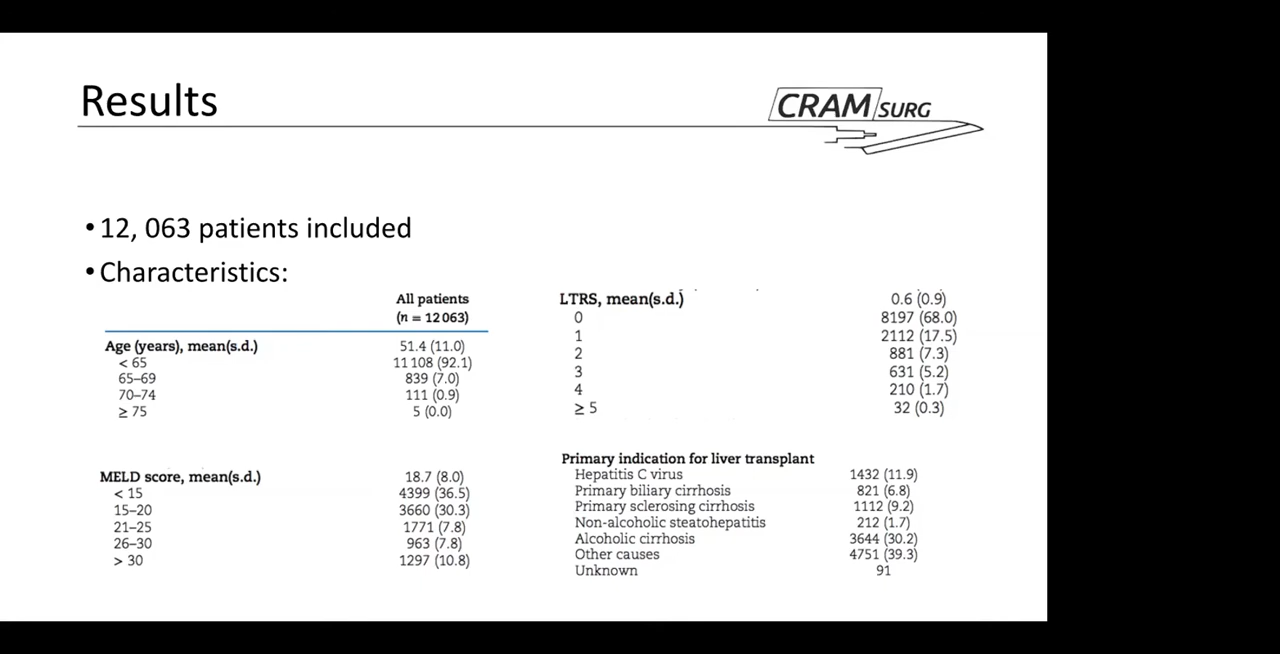 Results
CRAM SURG
• 12, 063 patients included
• Characteristics:
All patients
(n = 12 063)
Age (years), mean(s.d.) 51.4 (11.0)
< 65 11 108 (92.1)
65–69 839 (7.0)
70–74 111 (0.9)
≥ 75 5 (0.0)
MELD score, mean(s.d.) 18.7 (8.0)
< 15 4399 (36.5)
15–20 3660 (30.3)
21–25 1771 (7.8)
26–30 963 (7.8)
> 30 1297 (10.8)
LTRS, mean(s.d.) 0.6 (0.9)
0 8197 (68.0)
1 2112 (17.5)
2 881 (7.3)
3 631 (5.2)
4 210 (1.7)
≥ 5 32 (0.3)
Primary indication for liver transplant
Hepatitis C virus 1432 (11.9)
Primary biliary cirrhosis 821 (6.8)
Primary sclerosing cirrhosis 1112 (9.2)
Non-alcoholic steatohepatitis 212 (1.7)
Alcoholic cirrhosis 3644 (30.2)
Other causes 4751 (39.3)
Unknown 91